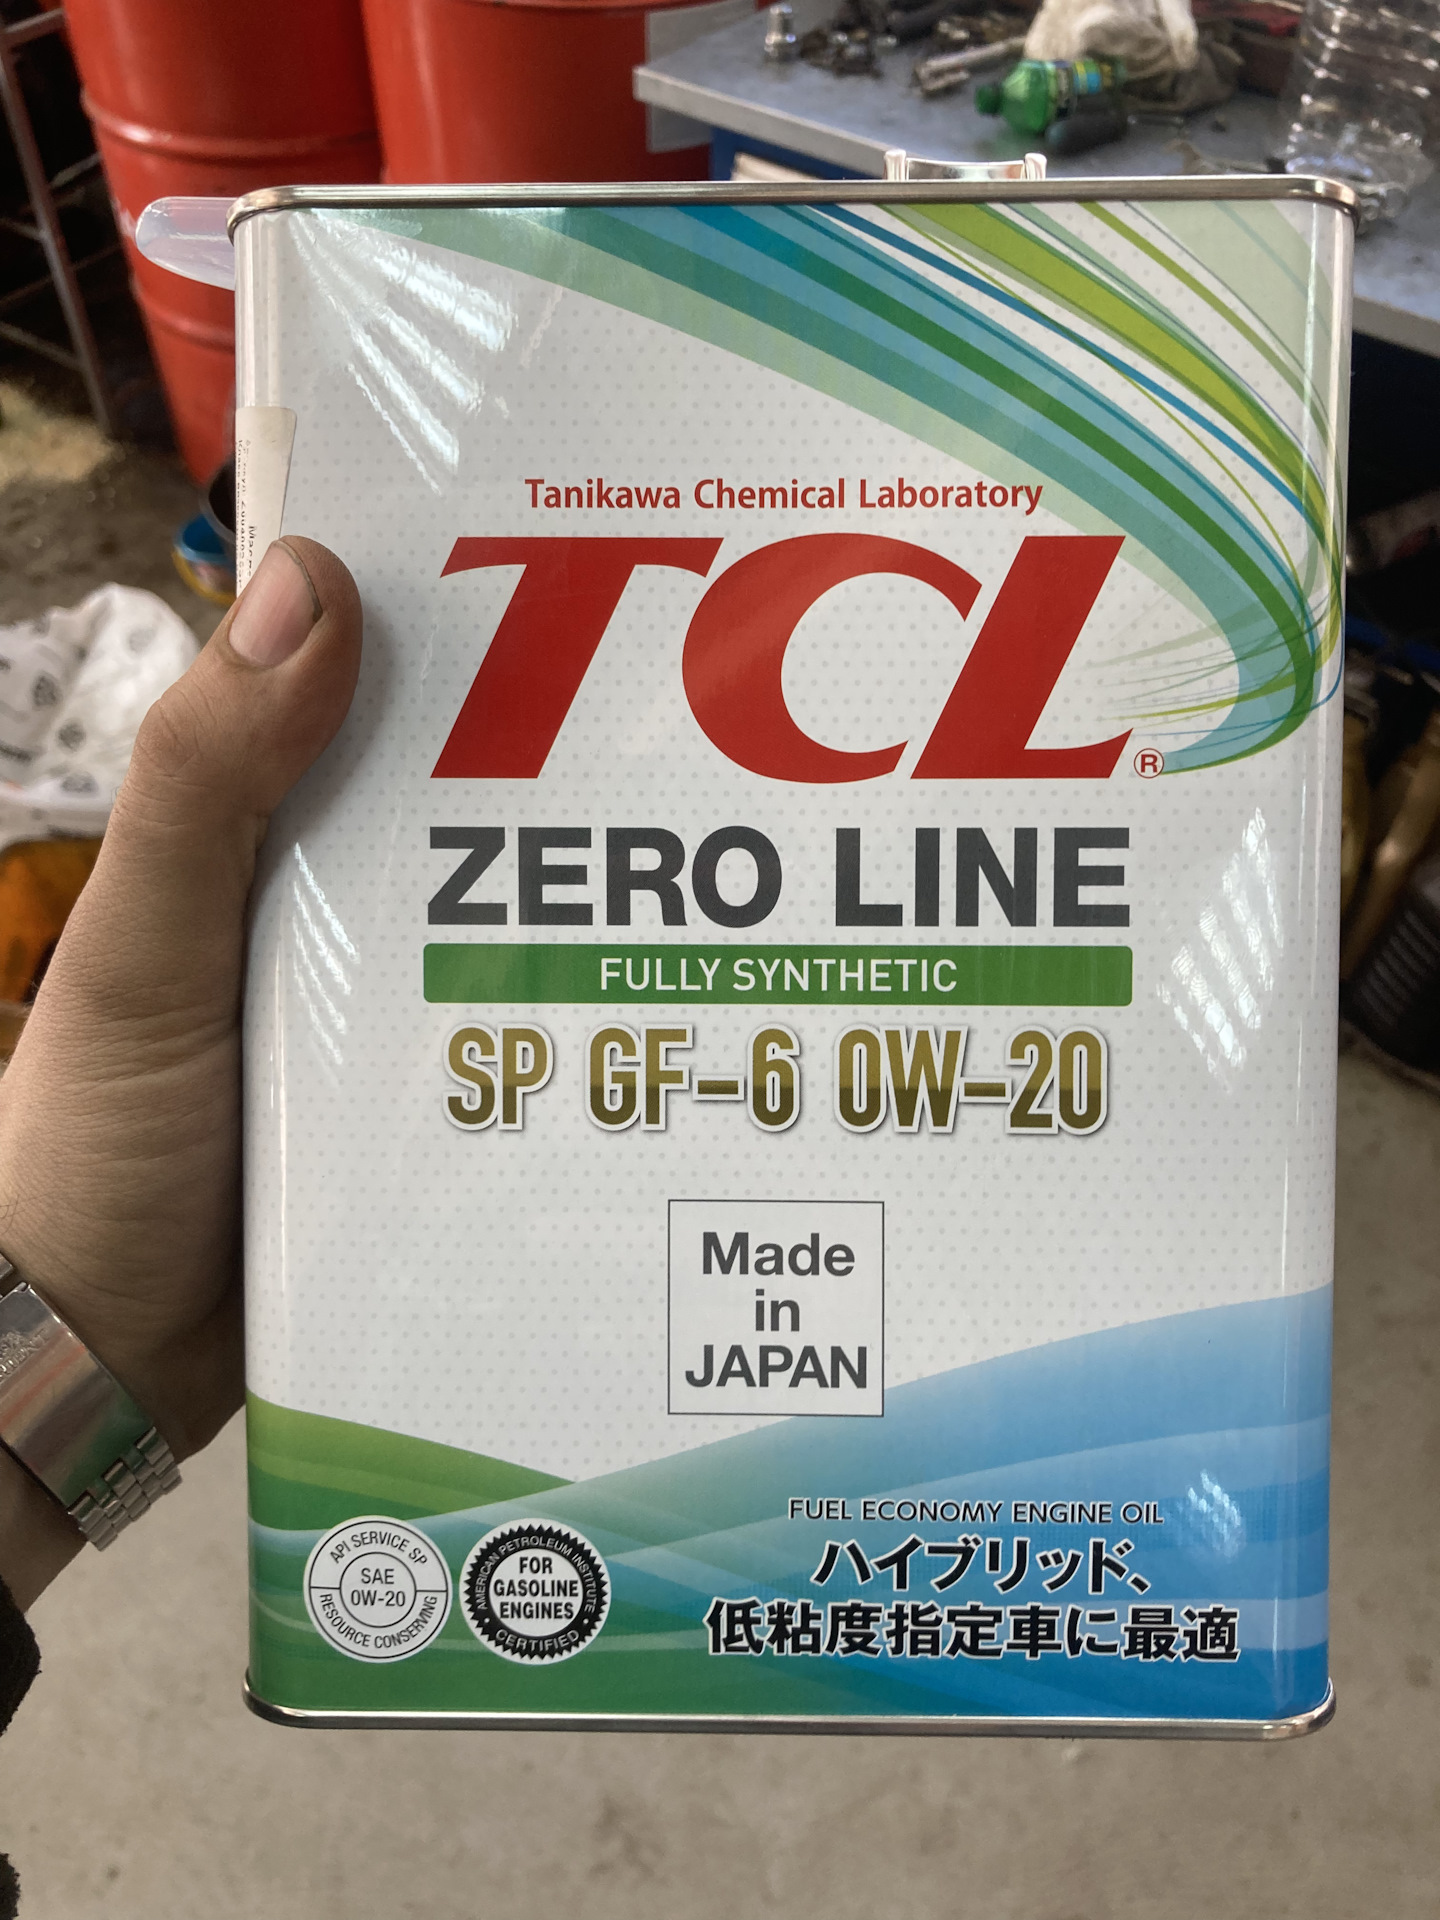 Tanikawa Chemical Laboratory
TCL®
ZERO LINE
FULLY SYNTHETIC
SP GF-6 0W-20
Made
in
JAPAN
FUEL ECONOMY ENGINE OIL
ハイブリッド、
低粘度指定車に最適
API SERVICE SP
SAE
0W-20
RESOURCE CONSERVING
AMERICAN PETROLEUM INSTITUTE
FOR
GASOLINE
ENGINES
CERTIFIED